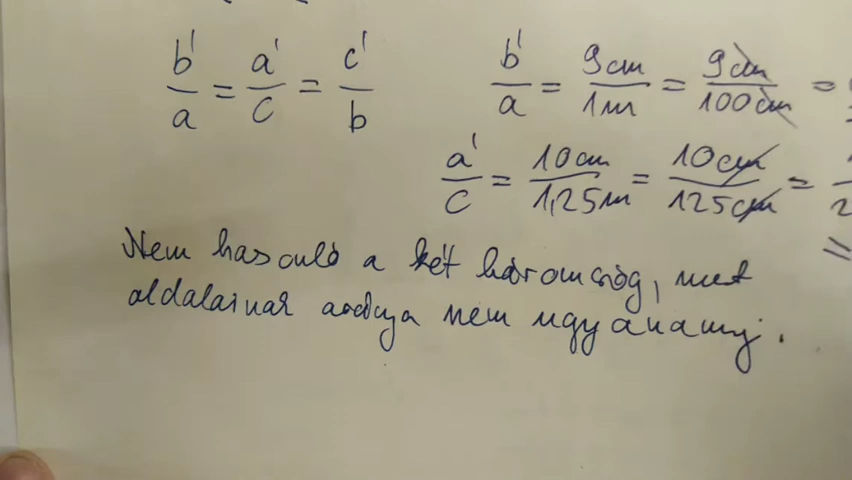 b'/a = a'/c = c'/b
b'/a = 9cm/1m = 9cm/100cm =
a'/c = 10cm/1,25m = 10cm/125cm =
=
Nem hasonló a két háromszög, mert
oldalainak aránya nem ugyanannyi.